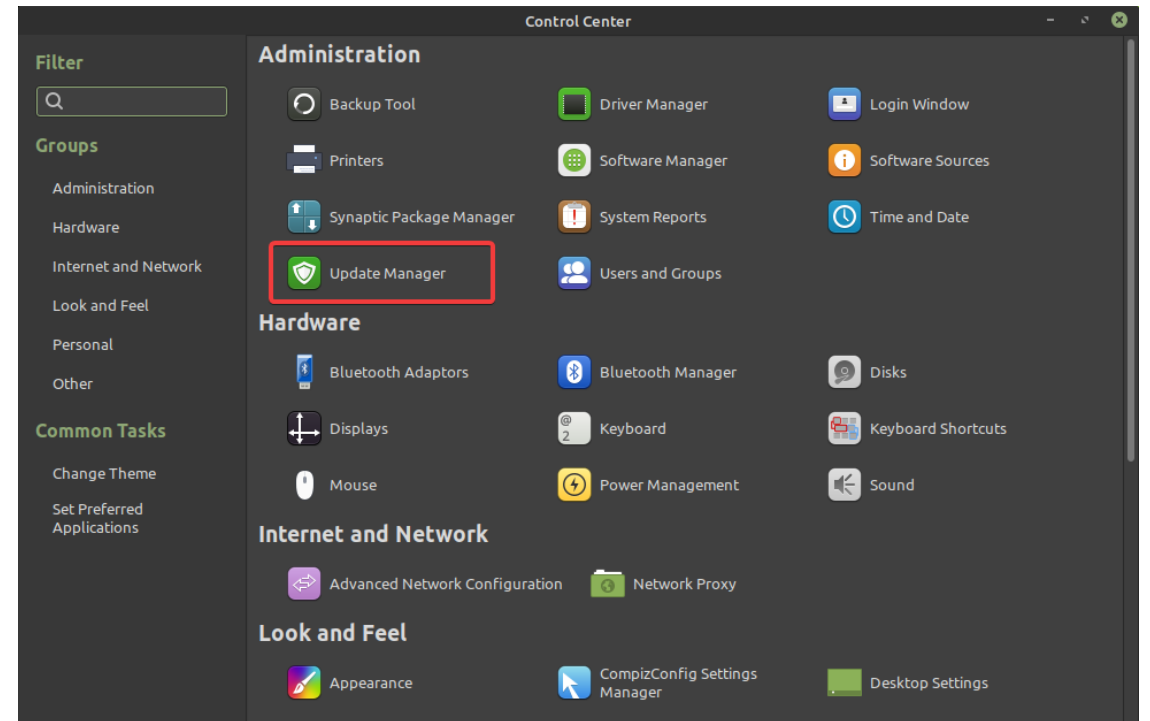 Control Center
Filter
Groups
Administration
Hardware
Internet and Network
Look and Feel
Personal
Other
Common Tasks
Change Theme
Set Preferred
Applications
Administration
Backup Tool
Driver Manager
Login Window
Printers
Software Manager
Software Sources
Synaptic Package Manager
System Reports
Time and Date
Update Manager
Users and Groups
Hardware
Bluetooth Adaptors
Bluetooth Manager
Disks
Displays
@
2
Keyboard
Keyboard Shortcuts
Mouse
Power Management
Sound
Internet and Network
Advanced Network Configuration
Network Proxy
Look and Feel
Appearance
CompizConfig Settings
Manager
Desktop Settings